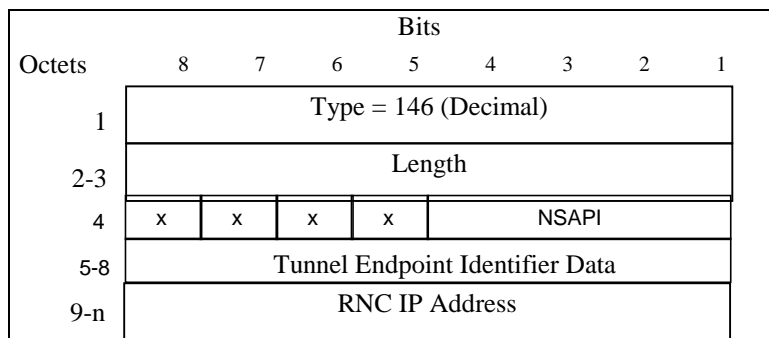 Bits
Octets 8 7 6 5 4 3 2 1
1 Type = 146 (Decimal)
2-3 Length
4 x x x x NSAPI
5-8 Tunnel Endpoint Identifier Data
9-n RNC IP Address